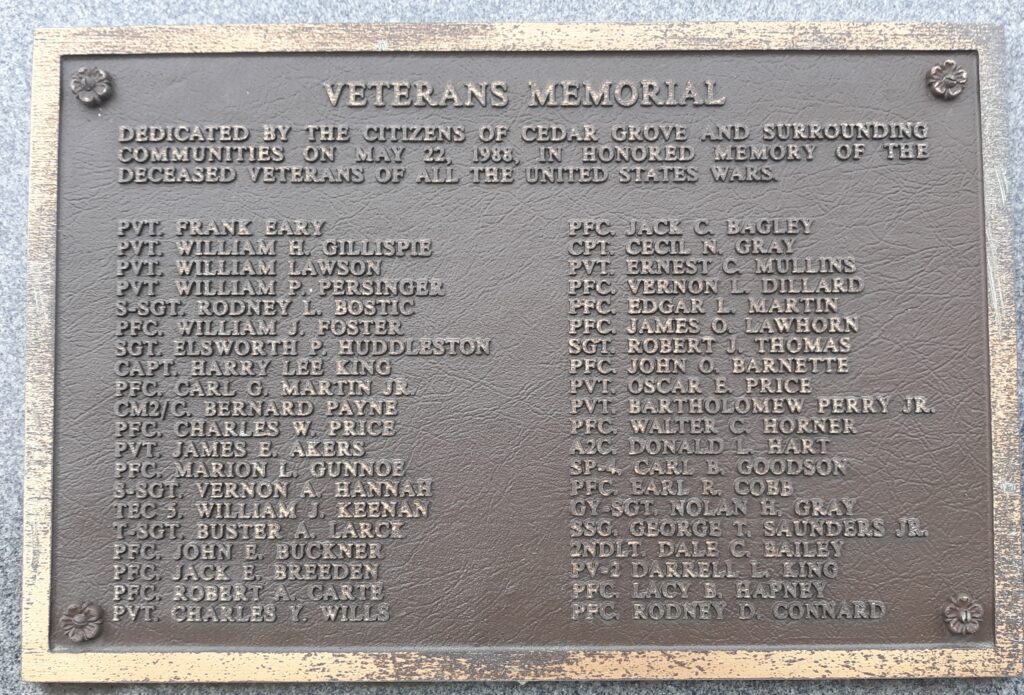 VETERANS MEMORIAL
DEDICATED BY THE CITIZENS OF CEDAR GROVE AND SURROUNDING
COMMUNITIES ON MAY 22, 1988, IN HONORED MEMORY OF THE
DECEASED VETERANS OF ALL THE UNITED STATES WARS.
PVT. FRANK EARY
PVT. WILLIAM H. GILLISPIE
PVT. WILLIAM LAWSON
PVT. WILLIAM P. PERSINGER
S-SGT. RODNEY L. BOSTIC
PFC. WILLIAM J. FOSTER
SGT. ELSWORTH P. HUDDLESTON
CAPT. HARRY LEE KING
PFC. CARL G. MARTIN JR.
CM2/C. BERNARD PAYNE
PFC. CHARLES W. PRICE
PVT. JAMES E. AKERS
PFC. MARION L. GUNNOE
S-SGT. VERNON A. HANNAH
TEC 5. WILLIAM J. KEENAN
T-SGT. BUSTER A. LARCK
PFC. JOHN E. BUCKNER
PFC. JACK E. BREEDEN
PFC. ROBERT A. CARTE
PVT. CHARLES Y. WILLS
PFC. JACK C. BAGLEY
CPT. CECIL N. GRAY
PVT. ERNEST C. MULLINS
PFC. VERNON L. DILLARD
PFC. EDGAR L. MARTIN
PFC. JAMES O. LAWHORN
SGT. ROBERT J. THOMAS
PFC. JOHN O. BARNETTE
PVT. OSCAR E. PRICE
PVT. BARTHOLOMEW PERRY JR.
PFC. WALTER C. HORNER
A2C. DONALD L. HART
SP-4. CARL B. GOODSON
PFC. EARL R. COBB
GY-SGT. NOLAN H. GRAY
SSG. GEORGE T. SAUNDERS JR.
2NDLT. DALE C. BAILEY
PV-2 DARRELL L. KING
PFC. LACY B. HAPNEY
PFC. RODNEY D. CONNARD